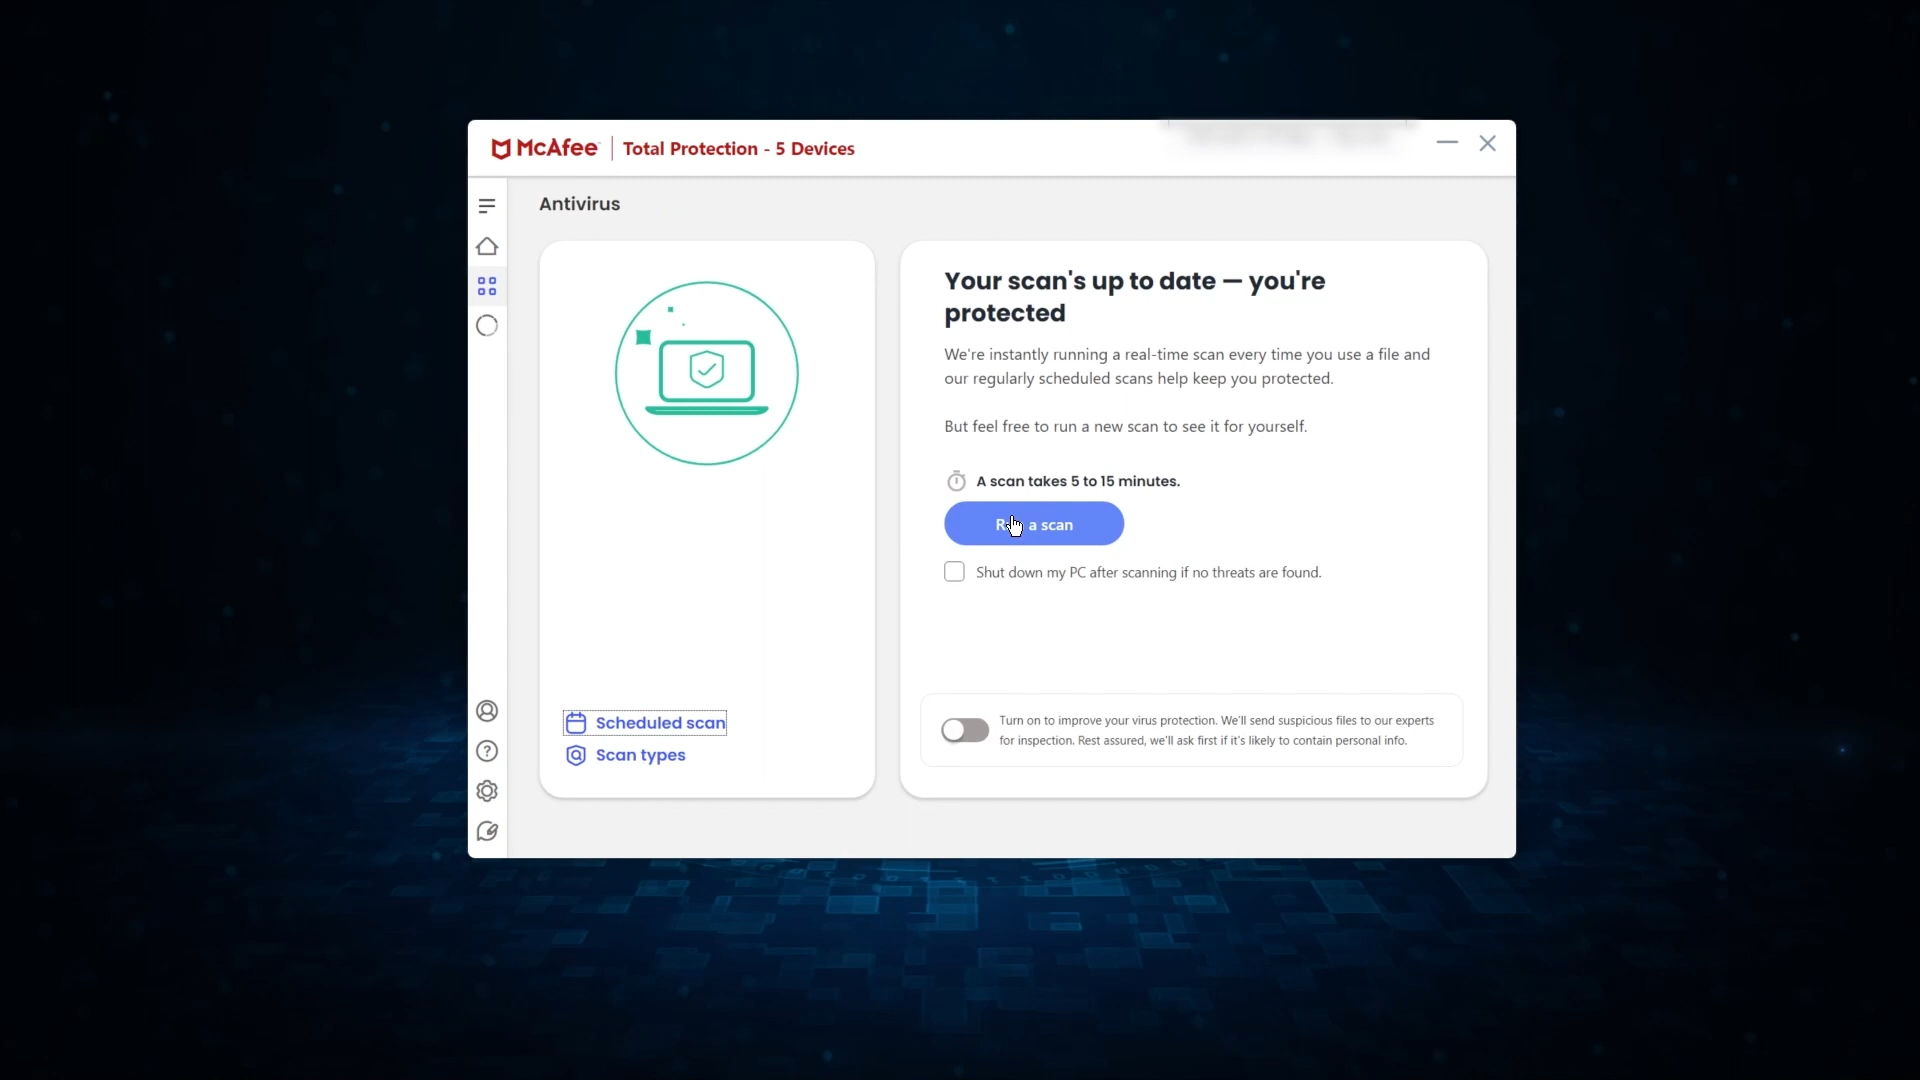 McAfee
Total Protection - 5 Devices
Antivirus
Your scan's up to date — you're
protected
We're instantly running a real-time scan every time you use a file and
our regularly scheduled scans help keep you protected.
But feel free to run a new scan to see it for yourself.
A scan takes 5 to 15 minutes.
a scan
Shut down my PC after scanning if no threats are found.
Scheduled scan
Scan types
Turn on to improve your virus protection. We'll send suspicious files to our experts
for inspection. Rest assured, we'll ask first if it's likely to contain personal info.